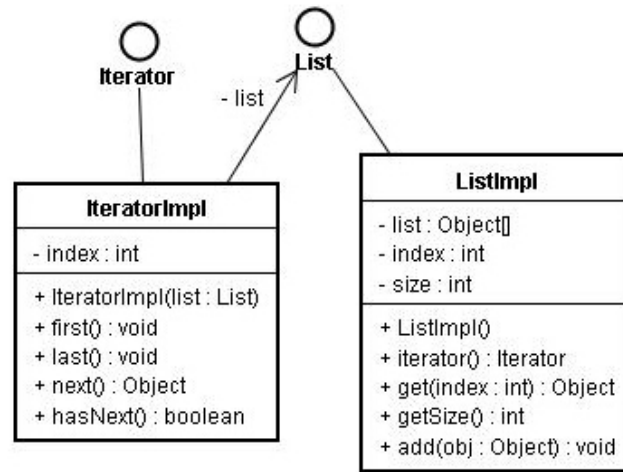 Iterator
List
- list
IteratorImpl
- index : int
+ IteratorImpl(list : List)
+ first() : void
+ last() : void
+ next() : Object
+ hasNext() : boolean
ListImpl
- list : Object[]
- index : int
- size : int
+ ListImpl()
+ iterator() : Iterator
+ get(index : int) : Object
+ getSize() : int
+ add(obj : Object) : void